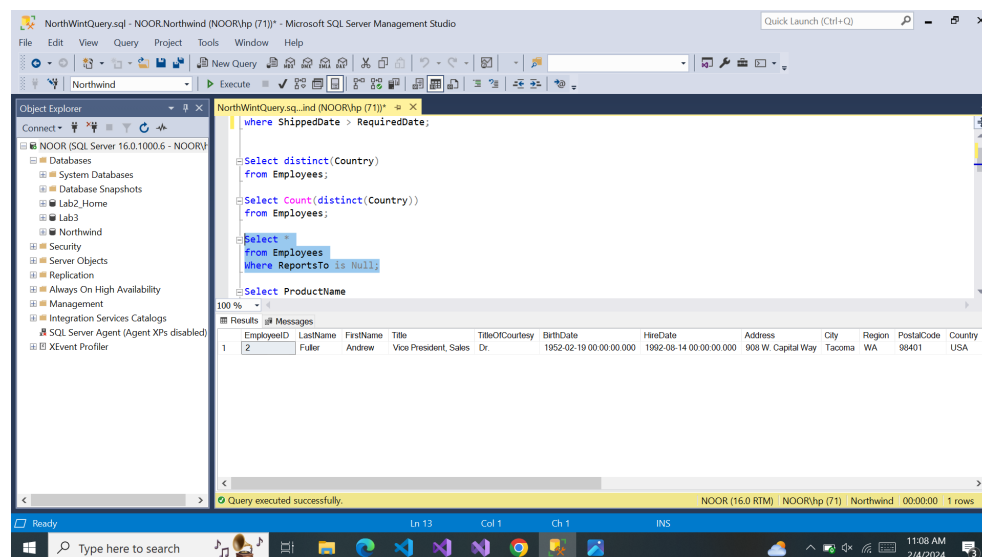 NorthWintQuery.sql - NOOR.Northwind (NOOR\hp (71))* - Microsoft SQL Server Management Studio
Quick Launch (Ctrl+Q)
File Edit View Query Project Tools Window Help
New Query
Northwind
Execute
Object Explorer
NorthWintQuery.sq...ind (NOOR\hp (71))*
Connect
NOOR (SQL Server 16.0.1000.6 - NOOR\h
Databases
System Databases
Database Snapshots
Lab2_Home
Lab3
Northwind
Security
Server Objects
Replication
Always On High Availability
Management
Integration Services Catalogs
SQL Server Agent (Agent XPs disabled)
XEvent Profiler
where ShippedDate > RequiredDate;
Select distinct(Country)
from Employees;
Select Count(distinct(Country))
from Employees;
Select *
from Employees
Where ReportsTo is Null;
Select ProductName
100 %
Results Messages
EmployeeID LastName FirstName Title TitleOfCourtesy BirthDate HireDate Address City Region PostalCode Country
1 2 Fuller Andrew Vice President, Sales Dr. 1952-02-19 00:00:00.000 1992-08-14 00:00:00.000 908 W. Capital Way Tacoma WA 98401 USA
Query executed successfully.
NOOR (16.0 RTM) NOOR\hp (71) Northwind 00:00:00 1 rows
Ready Ln 13 Col 1 Ch 1 INS
Type here to search
11:08 AM
2/4/2024